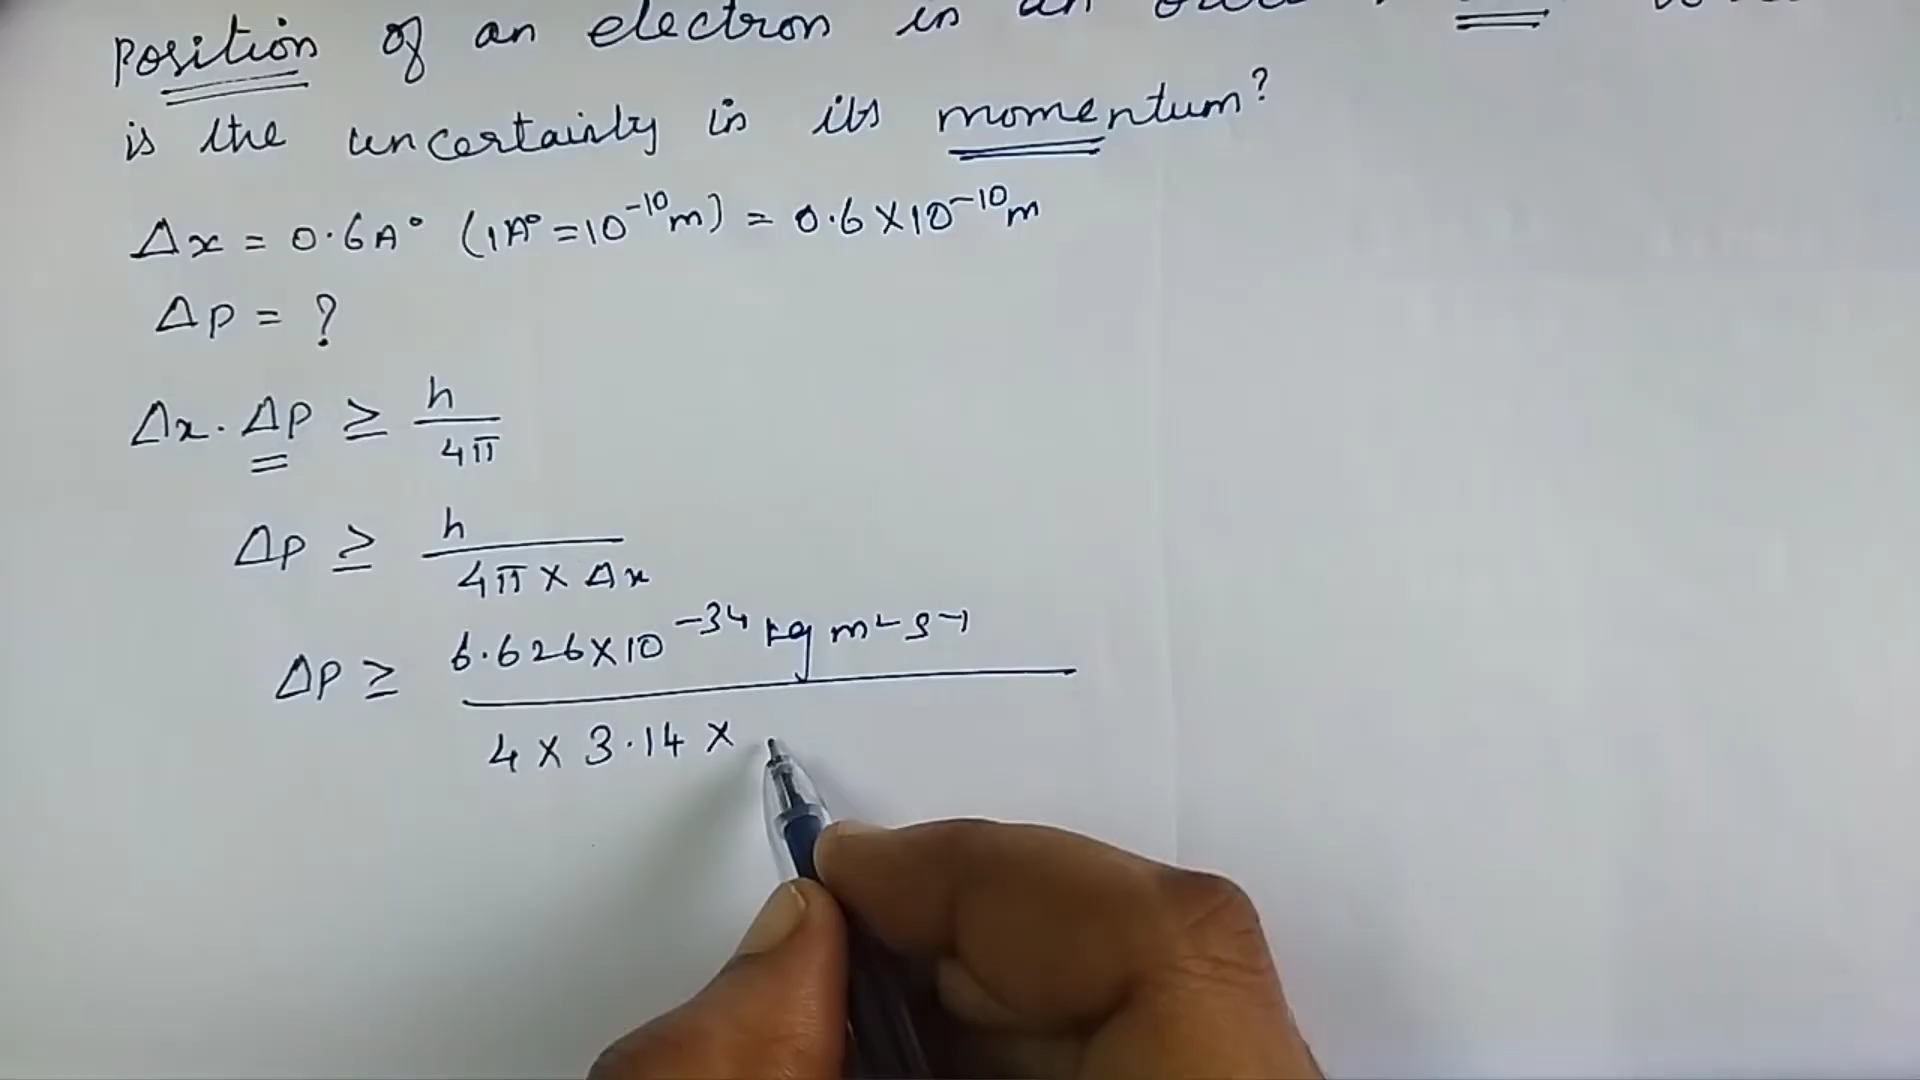 position of an electron in an
is the uncertainty in its momentum?
Δx = 0.6A° (1A° = 10⁻¹⁰m) = 0.6 × 10⁻¹⁰m
Δp = ?
Δx . Δp ≥ h / 4π
Δp ≥ h / 4π × Δx
Δp ≥ 6.626 × 10⁻³⁴ kg m² s⁻¹ / 4 × 3.14 ×